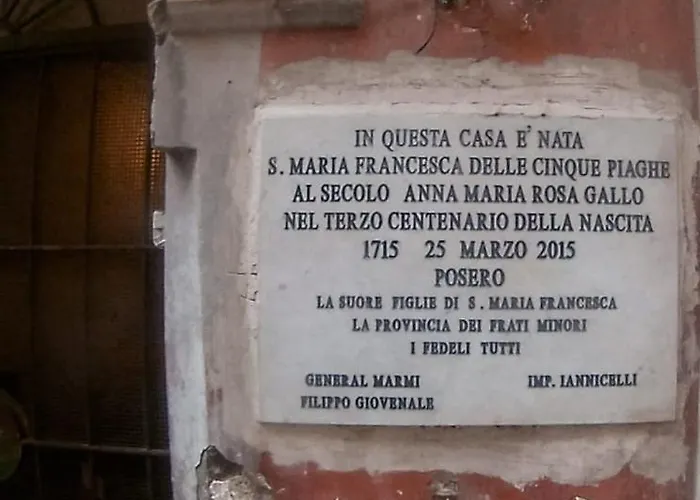 IN QUESTA CASA E' NATA
S. MARIA FRANCESCA DELLE CINQUE PIAGHE
AL SECOLO ANNA MARIA ROSA GALLO
NEL TERZO CENTENARIO DELLA NASCITA
1715 25 MARZO 2015
POSERO
LA SUORE FIGLIE DI S. MARIA FRANCESCA
LA PROVINCIA DEI FRATI MINORI
I FEDELI TUTTI
GENERAL MARMI IMP. IANNICELLI
FILIPPO GIOVENALE